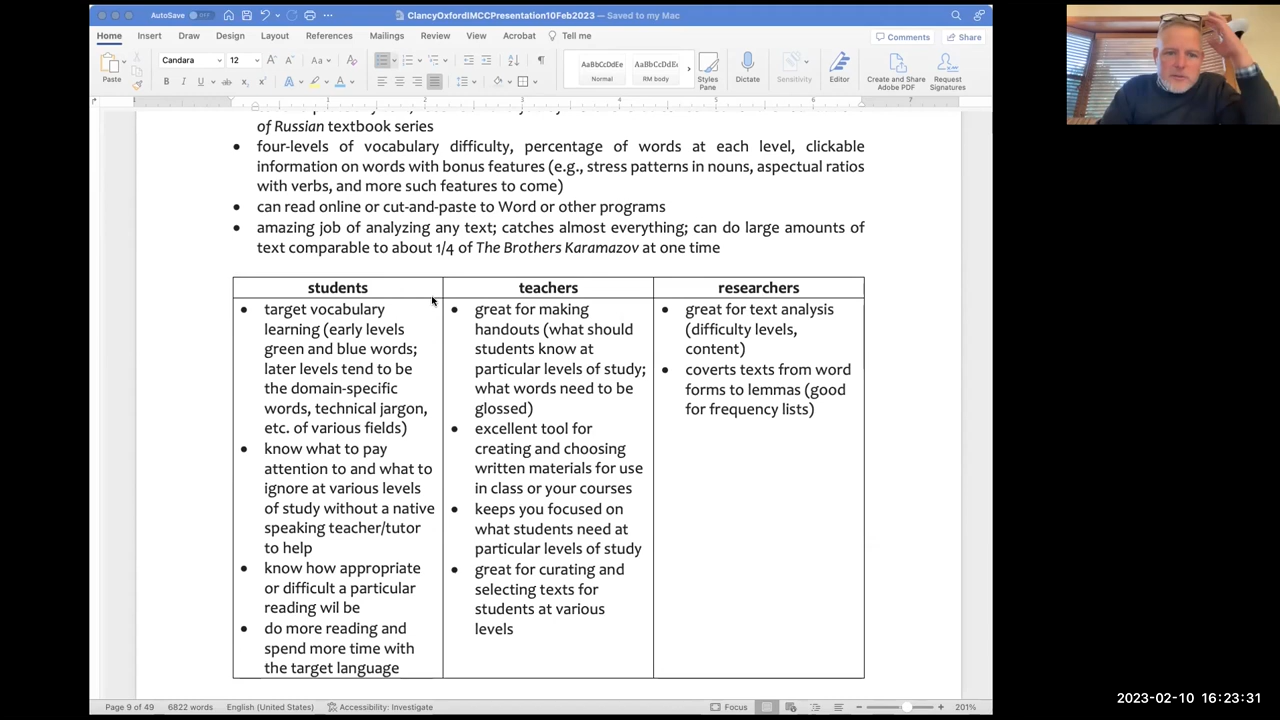 AutoSave OFF
ClancyOxfordIMCCPresentation10Feb2023 — Saved to my Mac
Home Insert Draw Design Layout References Mailings Review View Acrobat Tell me
Comments Share
Paste
Candara 12
AaBbCcDdEe AaBbCcDdEe
Normal RM body
Styles Pane
Dictate
Sensitivity
Editor
Create and Share Adobe PDF
Request Signatures
1 2 3 4 5 6 7
of Russian textbook series
• four-levels of vocabulary difficulty, percentage of words at each level, clickable
information on words with bonus features (e.g., stress patterns in nouns, aspectual ratios
with verbs, and more such features to come)
• can read online or cut-and-paste to Word or other programs
• amazing job of analyzing any text; catches almost everything; can do large amounts of
text comparable to about 1/4 of The Brothers Karamazov at one time
students
• target vocabulary
learning (early levels
green and blue words;
later levels tend to be
the domain-specific
words, technical jargon,
etc. of various fields)
• know what to pay
attention to and what to
ignore at various levels
of study without a native
speaking teacher/tutor
to help
• know how appropriate
or difficult a particular
reading wil be
• do more reading and
spend more time with
the target language
teachers
• great for making
handouts (what should
students know at
particular levels of study;
what words need to be
glossed)
• excellent tool for
creating and choosing
written materials for use
in class or your courses
• keeps you focused on
what students need at
particular levels of study
• great for curating and
selecting texts for
students at various
levels
researchers
• great for text analysis
(difficulty levels,
content)
• coverts texts from word
forms to lemmas (good
for frequency lists)
Page 9 of 49 6822 words English (United States) Accessibility: Investigate Focus 201%
2023-02-10 16:23:31